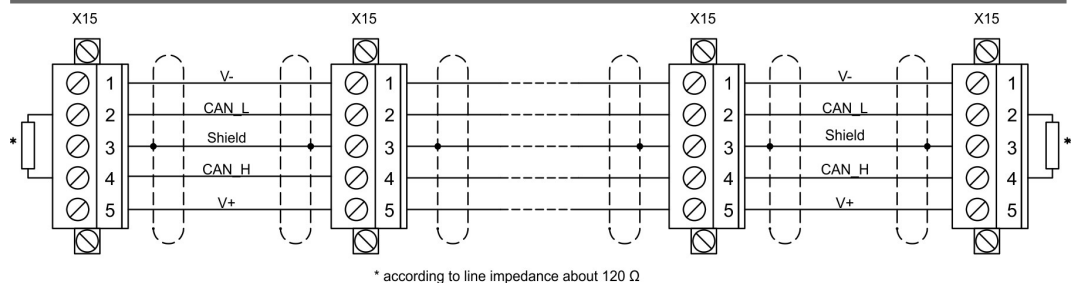 X15 X15 X15 X15
1 V- 1 1 V- 1
2 CAN_L 2 2 CAN_L 2
* 3 Shield 3 3 Shield 3 *
4 CAN_H 4 4 CAN_H 4
5 V+ 5 5 V+ 5
* according to line impedance about 120 Ω